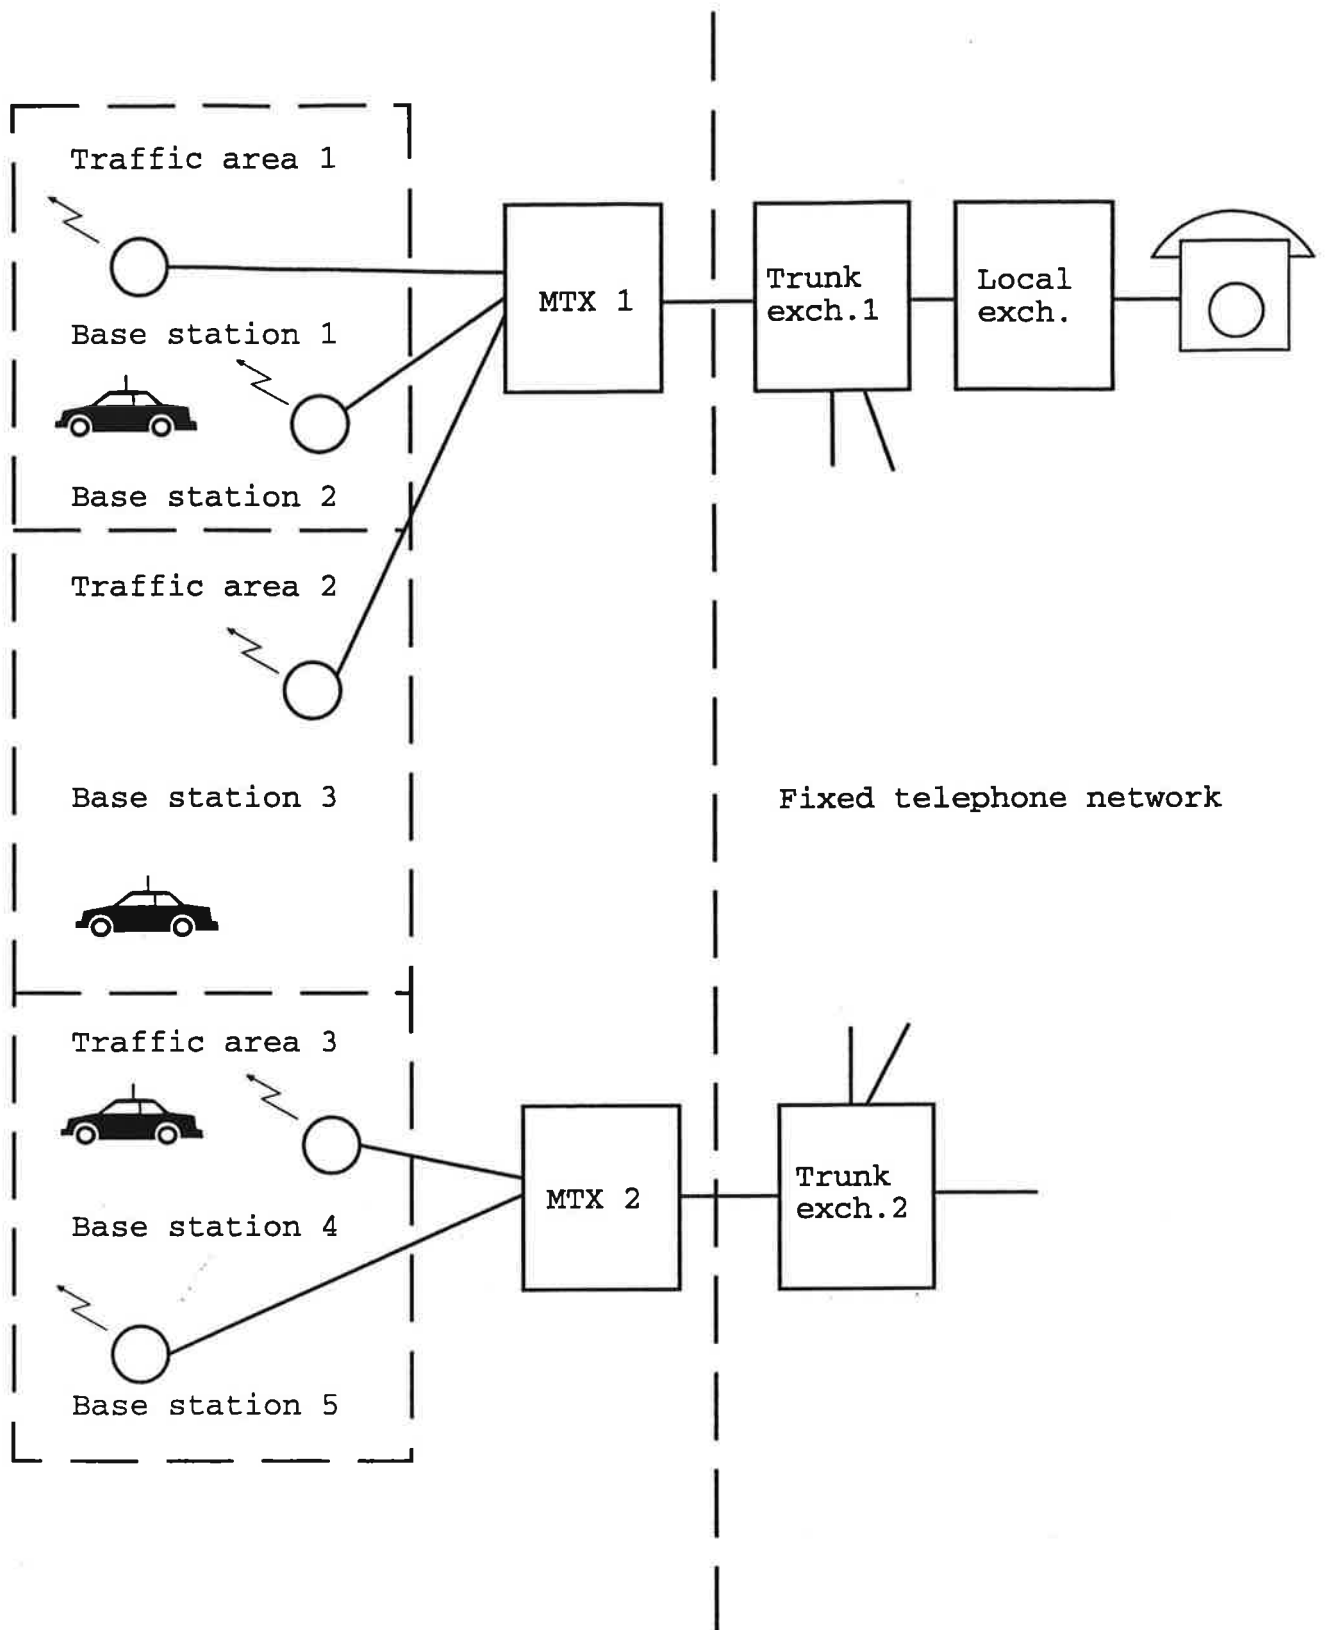 Traffic area 1
Base station 1
Base station 2
MTX 1
Trunk
exch.1
Local
exch.
Traffic area 2
Base station 3
Fixed telephone network
Traffic area 3
Base station 4
Base station 5
MTX 2
Trunk
exch.2